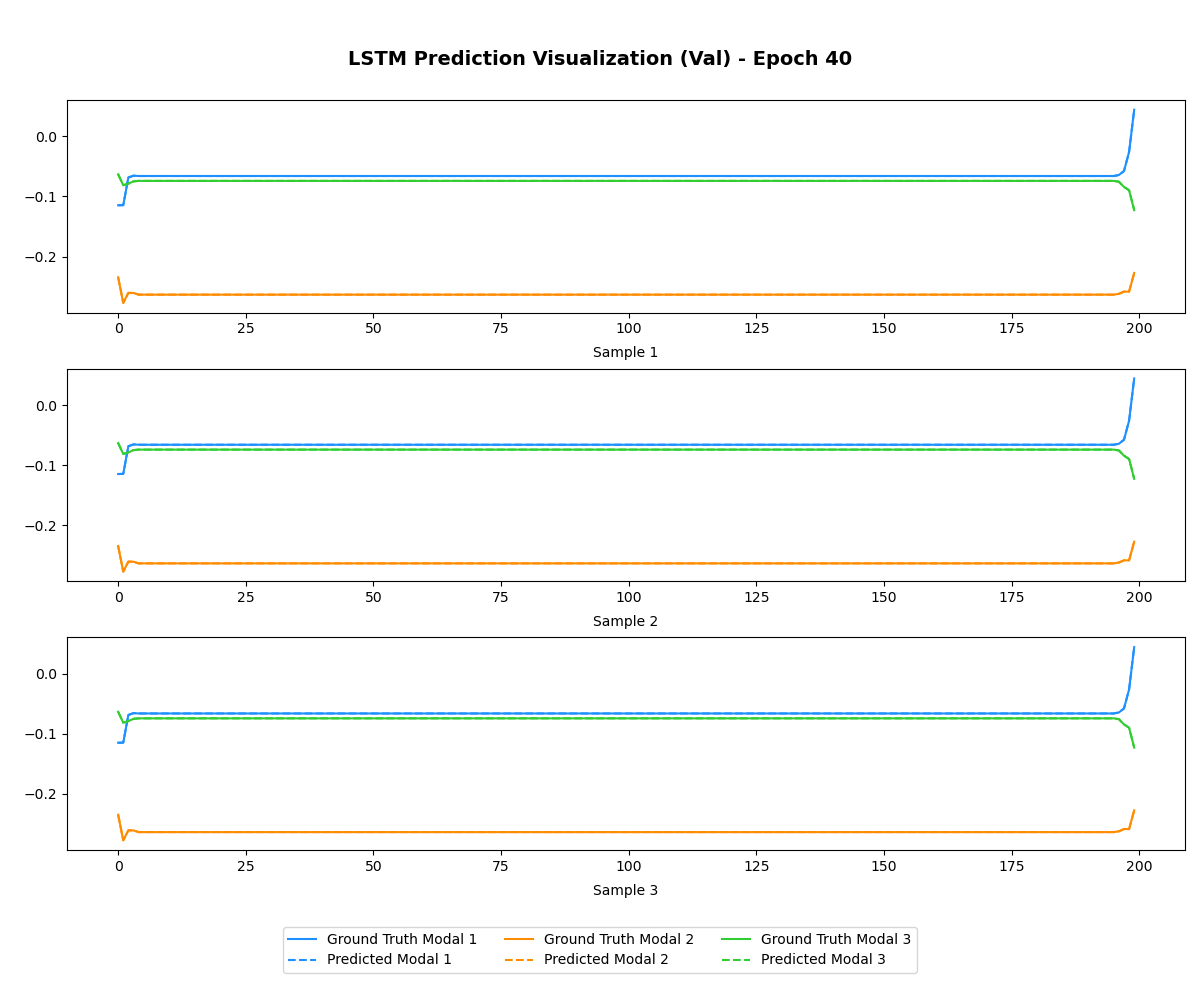 LSTM Prediction Visualization (Val) - Epoch 40
0.0
−0.1
−0.2
0 25 50 75 100 125 150 175 200
Sample 1
0.0
−0.1
−0.2
0 25 50 75 100 125 150 175 200
Sample 2
0.0
−0.1
−0.2
0 25 50 75 100 125 150 175 200
Sample 3
Ground Truth Modal 1 Ground Truth Modal 2 Ground Truth Modal 3
Predicted Modal 1 Predicted Modal 2 Predicted Modal 3